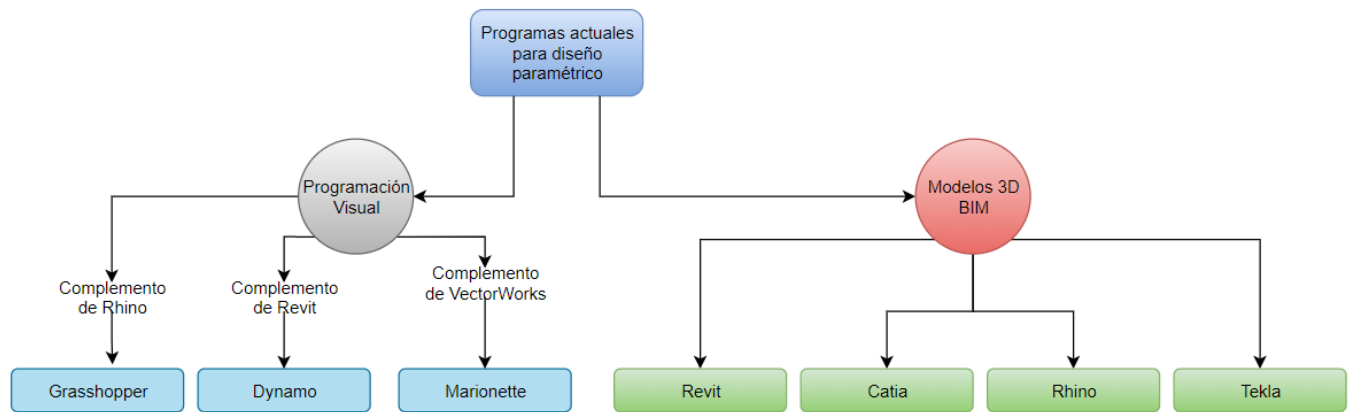 Programas actuales
para diseño
paramétrico
Programación
Visual
Modelos 3D
BIM
Complemento
de Rhino
Complemento
de Revit
Complemento
de VectorWorks
Grasshopper
Dynamo
Marionette
Revit
Catia
Rhino
Tekla